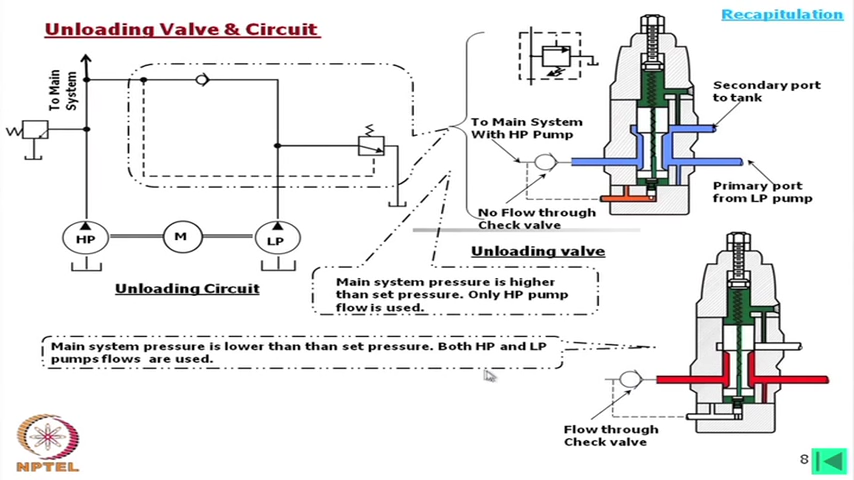 Recapitulation
Unloading Valve & Circuit
To Main
System
HP
M
LP
Unloading Circuit
To Main System
With HP Pump
Secondary port
to tank
Primary port
from LP pump
No Flow through
Check valve
Unloading valve
Main system pressure is higher
than set pressure. Only HP pump
flow is used.
Main system pressure is lower than than set pressure. Both HP and LP
pumps flows are used.
Flow through
Check valve
NPTEL
8